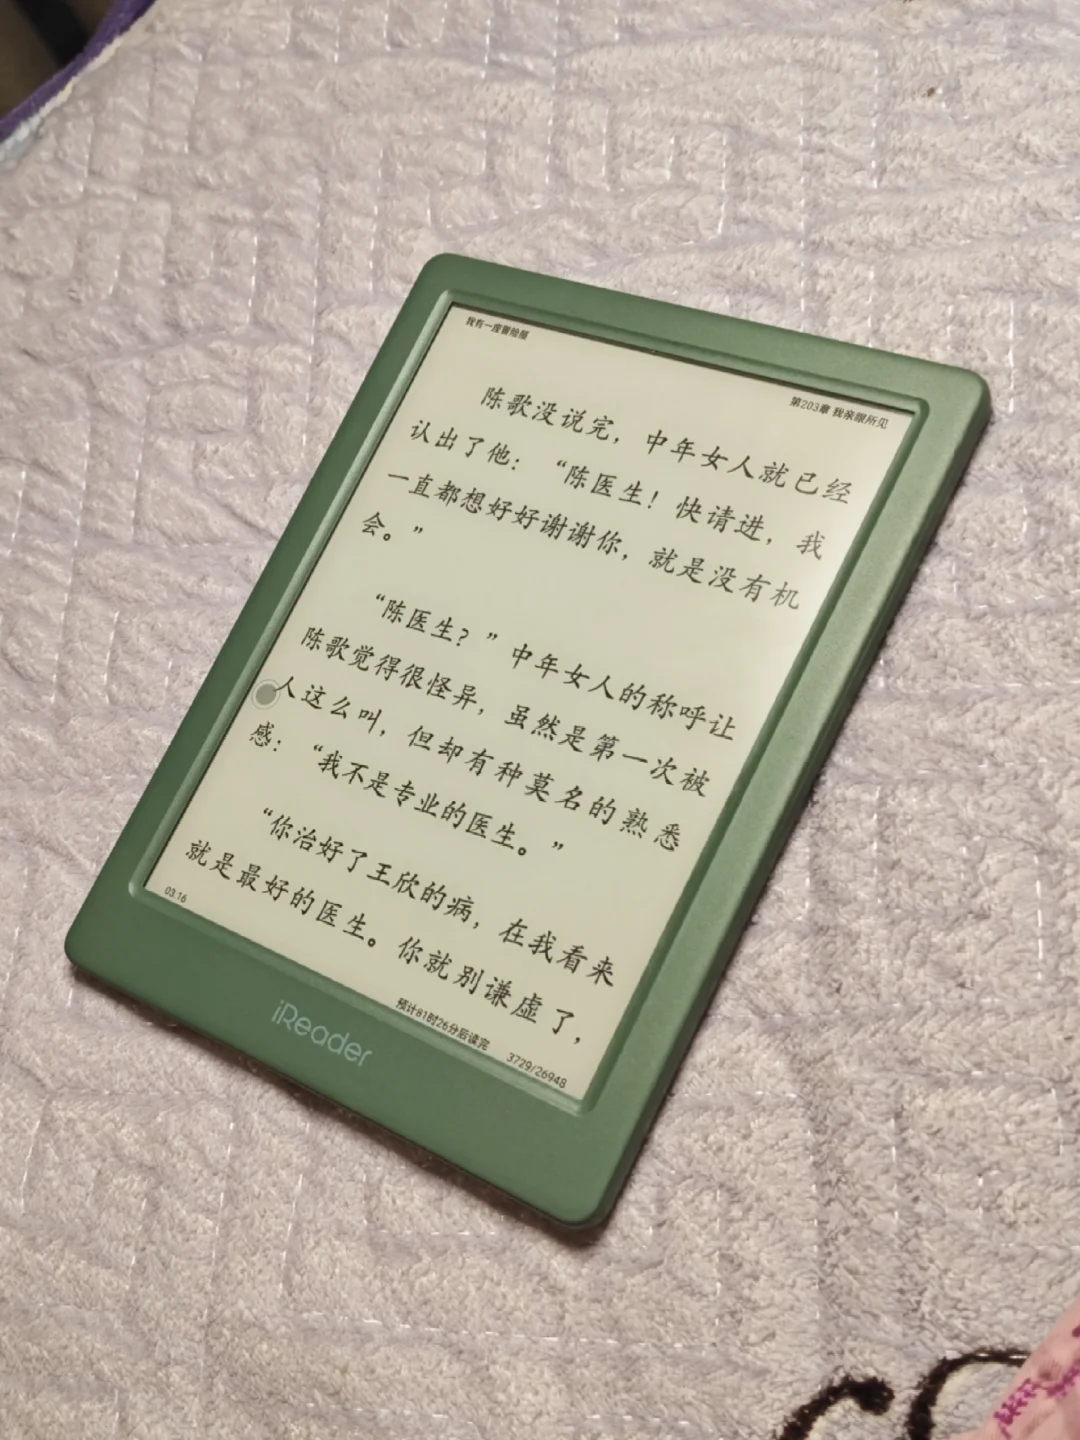 我有一座冒险屋
第203章 我亲眼所见
陈歌没说完，中年女人就已经
认出了他：“陈医生！快请进，我
一直都想好好谢谢你，就是没有机
会。”
“陈医生？”中年女人的称呼让
陈歌觉得很怪异，虽然是第一次被
人这么叫，但却有种莫名的熟悉
感：“我不是专业的医生。”
“你治好了王欣的病，在我看来
就是最好的医生。你就别谦虚了，
03:16
预计81时26分后读完
3729/26948
iReader